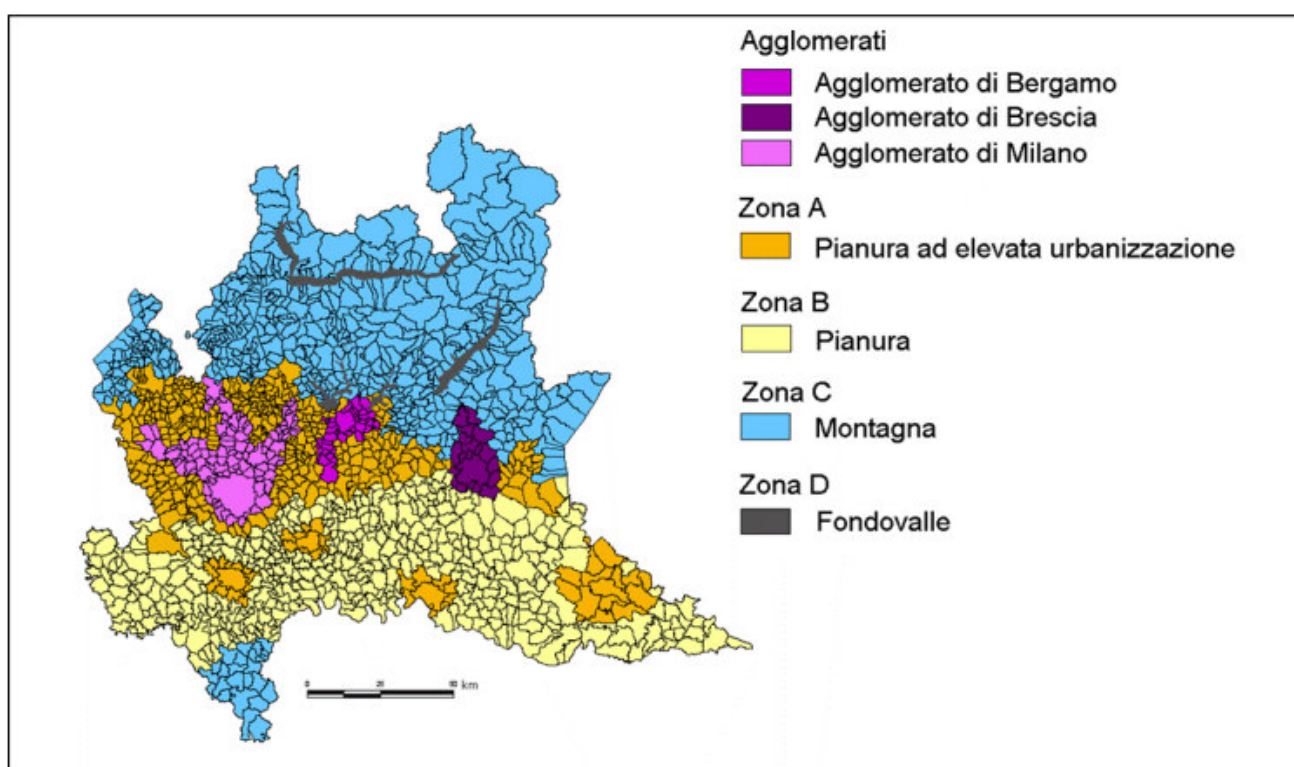 Agglomerati
Agglomerato di Bergamo
Agglomerato di Brescia
Agglomerato di Milano
Zona A
Pianura ad elevata urbanizzazione
Zona B
Pianura
Zona C
Montagna
Zona D
Fondovalle
km